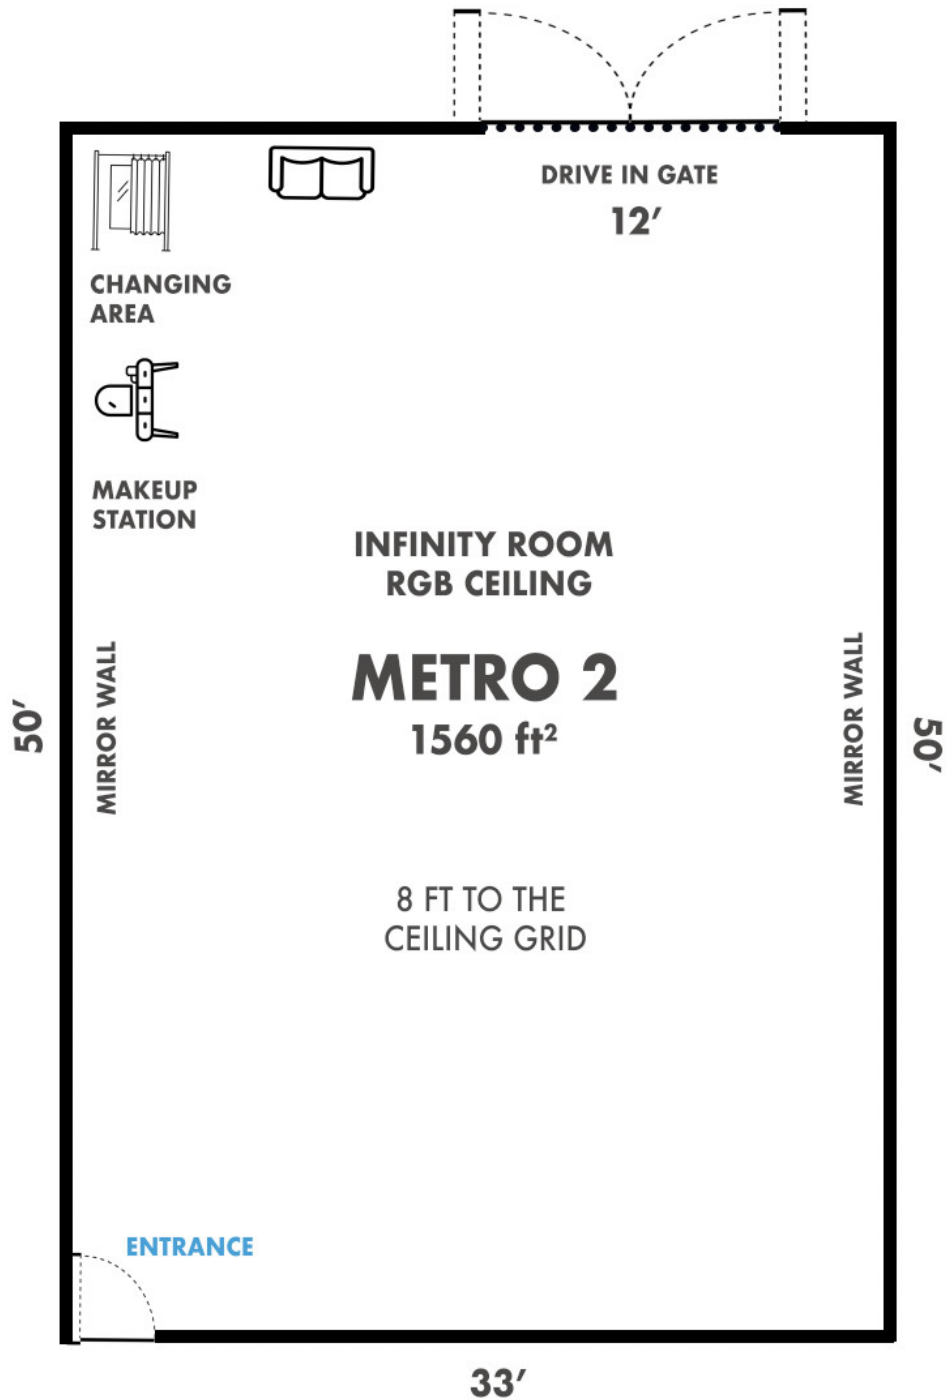 DRIVE IN GATE
12′
CHANGING
AREA
MAKEUP
STATION
INFINITY ROOM
RGB CEILING
METRO 2
1560 ft²
MIRROR WALL
50′
MIRROR WALL
50′
8 FT TO THE
CEILING GRID
ENTRANCE
33′